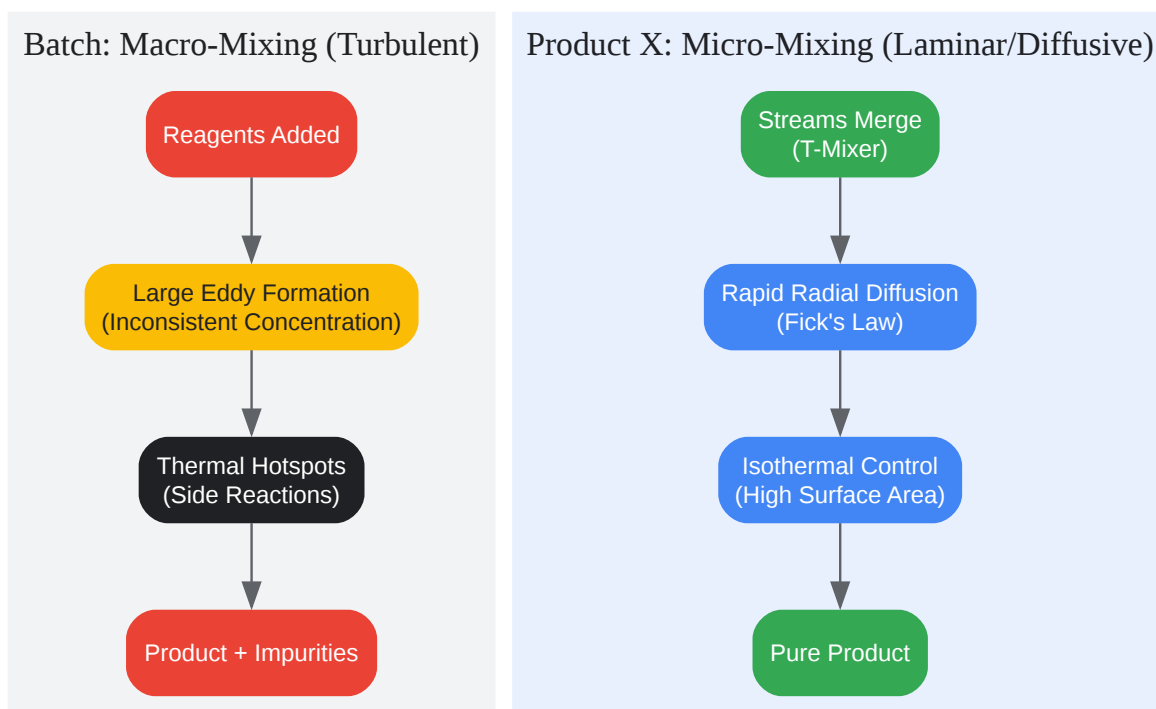 Batch: Macro-Mixing (Turbulent)
Reagents Added
Large Eddy Formation
(Inconsistent Concentration)
Thermal Hotspots
(Side Reactions)
Product + Impurities
Product X: Micro-Mixing (Laminar/Diffusive)
Streams Merge
(T-Mixer)
Rapid Radial Diffusion
(Fick's Law)
Isothermal Control
(High Surface Area)
Pure Product